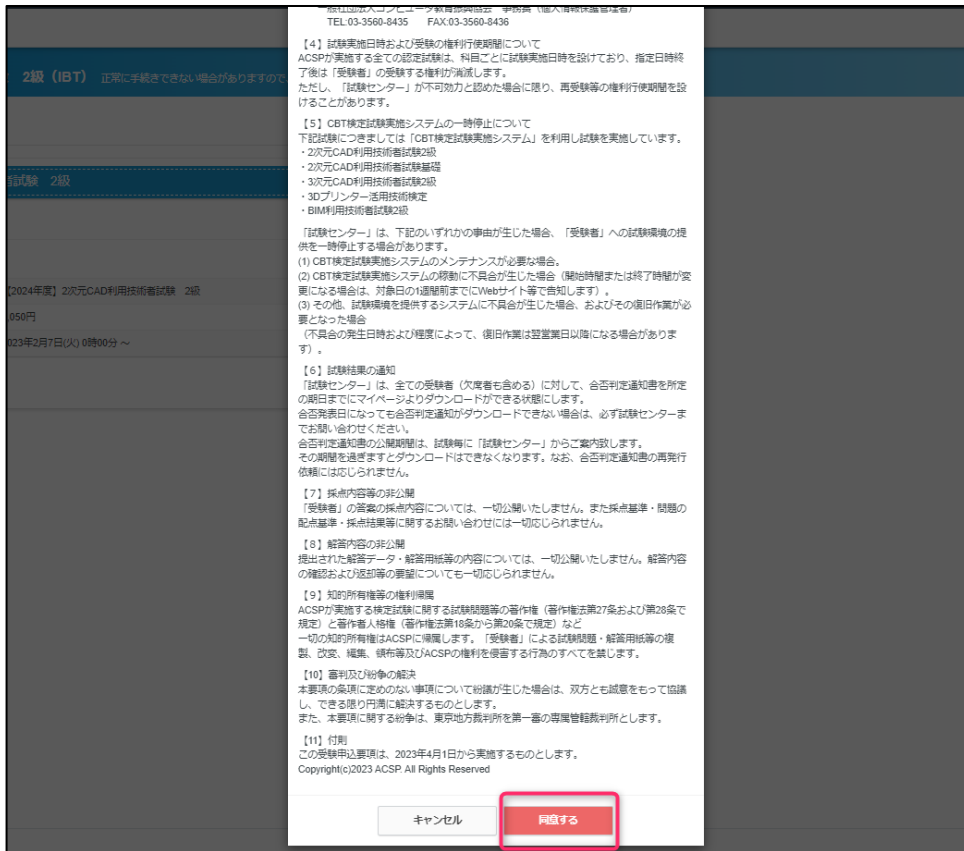 一般社団法人コンピュータ教育振興協会 事務長（個人情報保護管理者）
TEL:03-3560-8435 FAX:03-3560-8436
【4】試験実施日時および受験の権利行使期間について
ACSPが実施する全ての認定試験は、科目ごとに試験実施日時を設けており、指定日時終
了後は「受験者」の受験する権利が消滅します。
ただし、「試験センター」が不可効力と認めた場合に限り、再受験等の権利行使期間を設
けることがあります。
2級（IBT） 正常に手続きできない場合がありますので、
【5】CBT検定試験実施システムの一時停止について
下記試験につきましては「CBT検定試験実施システム」を利用し試験を実施しています。
・2次元CAD利用技術者試験2級
・2次元CAD利用技術者試験基礎
・3次元CAD利用技術者試験2級
・3Dプリンター活用技術検定
・BIM利用技術者試験2級
者試験 2級
「試験センター」は、下記のいずれかの事由が生じた場合、「受験者」への試験環境の提
供を一時停止する場合があります。
(1) CBT検定試験実施システムのメンテナンスが必要な場合。
(2) CBT検定試験実施システムの稼動に不具合が生じた場合（開始時間または終了時間が変
更になる場合は、対象日の1週間前までにWebサイト等で告知します）。
(3) その他、試験環境を提供するシステムに不具合が生じた場合、およびその復旧作業が必
要となった場合
（不具合の発生日時および程度によって、復旧作業は翌営業日以降になる場合がありま
す）。
【2024年度】2次元CAD利用技術者試験 2級
,050円
023年2月7日(火) 0時00分 ～
【6】試験結果の通知
「試験センター」は、全ての受験者（欠席者も含める）に対して、合否判定通知書を所定
の期日までにマイページよりダウンロードができる状態にします。
合否発表日になっても合否判定通知がダウンロードできない場合は、必ず試験センターま
でお問い合わせください。
合否判定通知書の公開期間は、試験毎に「試験センター」からご案内致します。
その期間を過ぎますとダウンロードはできなくなります。なお、合否判定通知書の再発行
依頼には応じられません。
【7】採点内容等の非公開
「受験者」の答案の採点内容については、一切公開いたしません。また採点基準・問題の
配点基準・採点結果等に関するお問い合わせには一切応じられません。
【8】解答内容の非公開
提出された解答データ・解答用紙等の内容については、一切公開いたしません。解答内容
の確認および返却等の要望についても一切応じられません。
【9】知的所有権等の権利帰属
ACSPが実施する検定試験に関する試験問題等の著作権（著作権法第27条および第28条で
規定）と著作者人格権（著作権法第18条から第20条で規定）など
一切の知的所有権はACSPに帰属します。「受験者」による試験問題・解答用紙等の複
製、改変、編集、頒布等及びACSPの権利を侵害する行為のすべてを禁じます。
【10】審判及び紛争の解決
本要項の条項に定めのない事項について紛議が生じた場合は、双方とも誠意をもって協議
し、できる限り円満に解決するものとします。
また、本要項に関する紛争は、東京地方裁判所を第一審の専属管轄裁判所とします。
【11】付則
この受験申込要項は、2023年4月1日から実施するものとします。
Copyright(c)2023 ACSP. All Rights Reserved
キャンセル
同意する